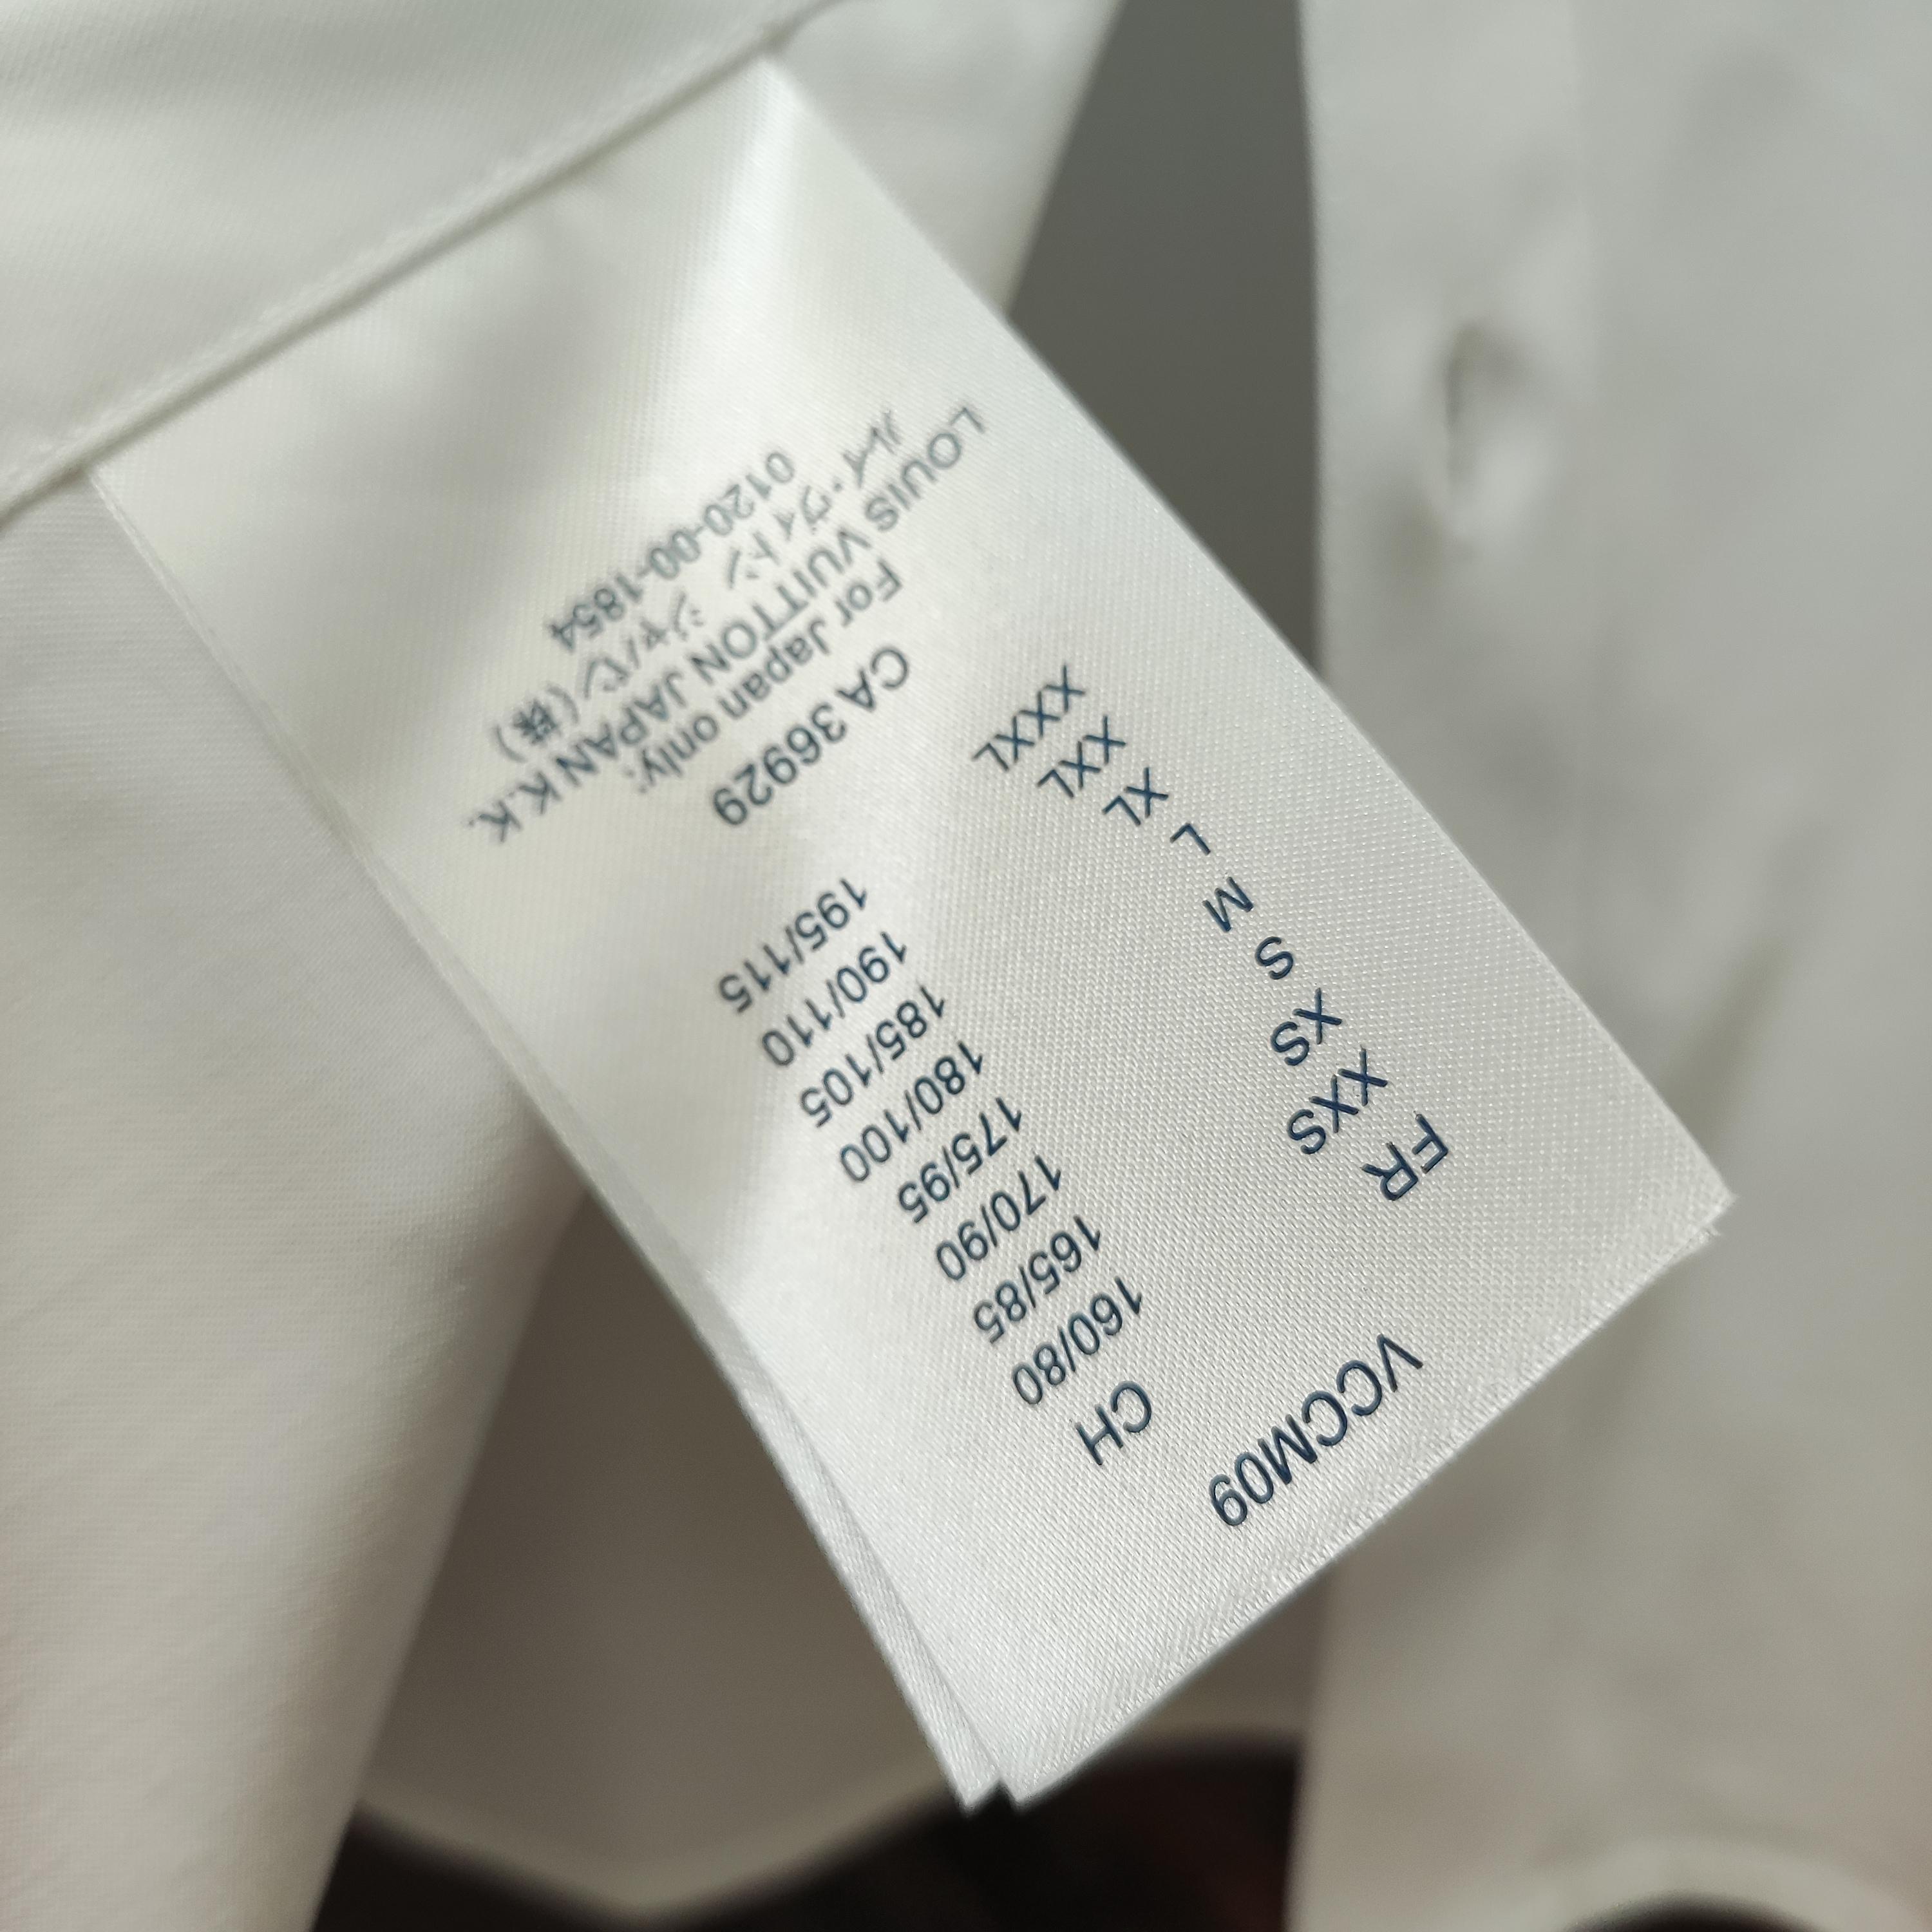 VCCM09
FR CH
XXS 160/80
XS 165/85
S 170/90
M 175/95
L 180/100
XL 185/105
XXL 190/110
XXXL 195/115
CA 36929
For Japan only:
LOUIS VUITTON JAPAN K.K.
ルイ・ヴィトン ジャパン(株)
0120-00-1854